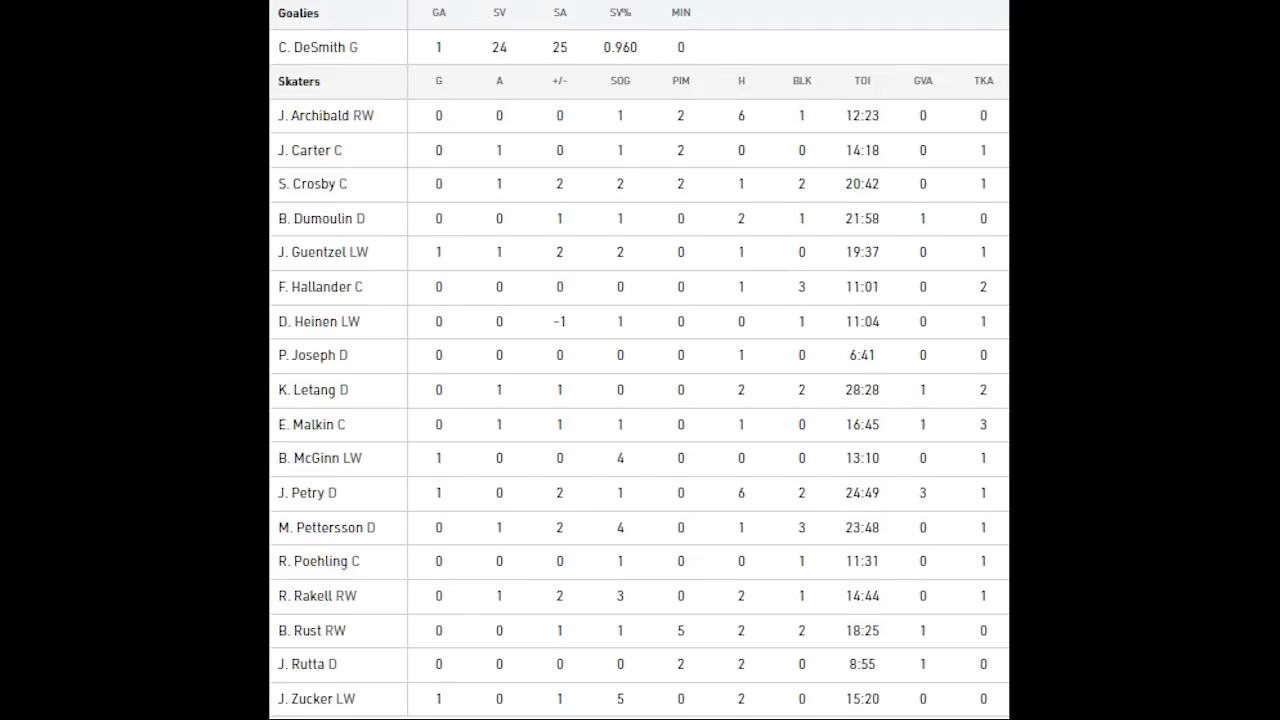 Goalies GA SV SA SV% MIN
C. DeSmith G 1 24 25 0.960 0
Skaters G A +/- SOG PIM H BLK TOI GVA TKA
J. Archibald RW 0 0 0 1 2 6 1 12:23 0 0
J. Carter C 0 1 0 1 2 0 0 14:18 0 1
S. Crosby C 0 1 2 2 2 1 2 20:42 0 1
B. Dumoulin D 0 0 1 1 0 2 1 21:58 1 0
J. Guentzel LW 1 1 2 2 0 1 0 19:37 0 1
F. Hallander C 0 0 0 0 0 1 3 11:01 0 2
D. Heinen LW 0 0 -1 1 0 0 1 11:04 0 1
P. Joseph D 0 0 0 0 0 1 0 6:41 0 0
K. Letang D 0 1 1 0 0 2 2 28:28 1 2
E. Malkin C 0 1 1 1 0 1 0 16:45 1 3
B. McGinn LW 1 0 0 4 0 0 0 13:10 0 1
J. Petry D 1 0 2 1 0 6 2 24:49 3 1
M. Pettersson D 0 1 2 4 0 1 3 23:48 0 1
R. Poehling C 0 0 0 1 0 0 1 11:31 0 1
R. Rakell RW 0 1 2 3 0 2 1 14:44 0 1
B. Rust RW 0 0 1 1 5 2 2 18:25 1 0
J. Rutta D 0 0 0 0 2 2 0 8:55 1 0
J. Zucker LW 1 0 1 5 0 2 0 15:20 0 0